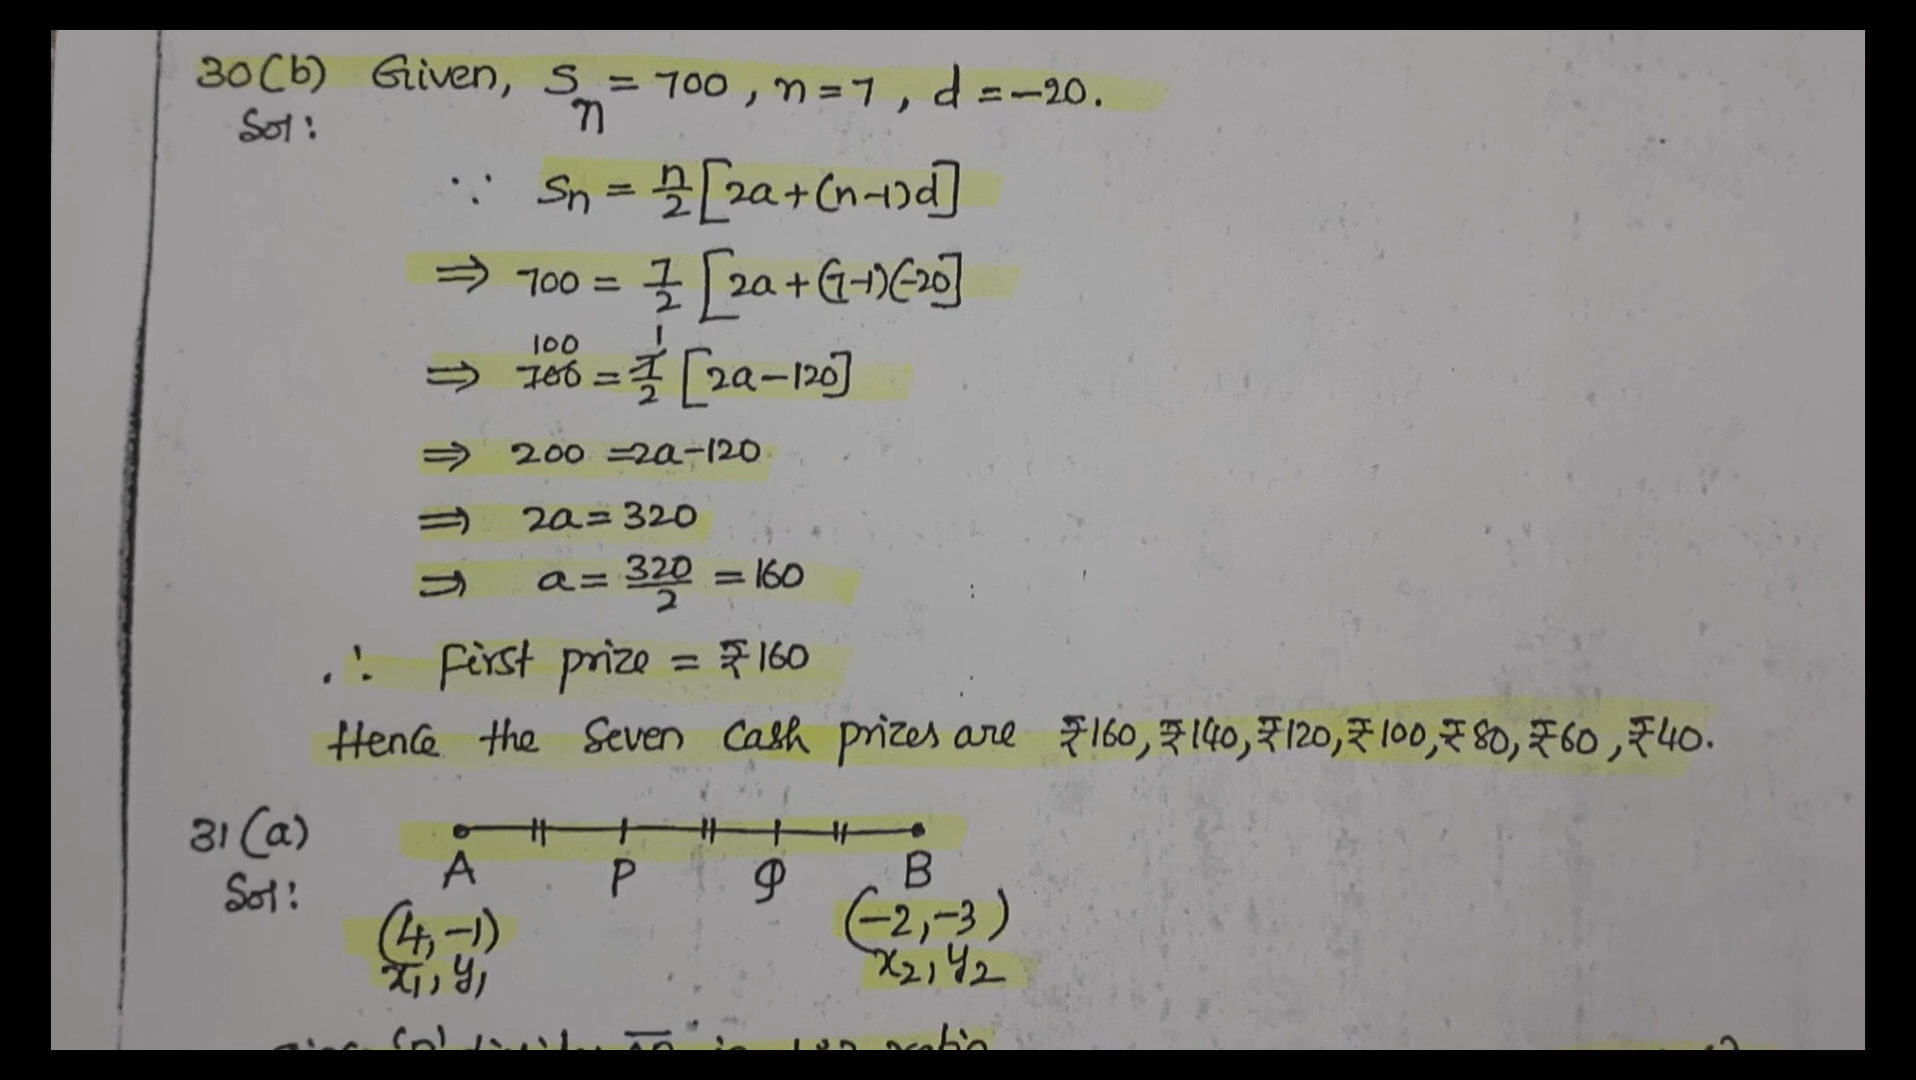 30(b) Given, Sn = 700, n=7, d=-20.
Sol:
∵ Sn = n/2 [2a+(n-1)d]
⇒ 700 = 7/2 [2a+(7-1)(-20]
100 1
⇒ 700 = 7/2 [2a-120]
⇒ 200 =2a-120
⇒ 2a=320
⇒ a= 320/2 =160
∴ First prize = ₹160
Hence the Seven Cash prizes are ₹160, ₹140, ₹120, ₹100, ₹80, ₹60, ₹40.
31(a)
Sol:
A P Q B
(4,-1) (-2,-3)
x1, y1 x2, y2